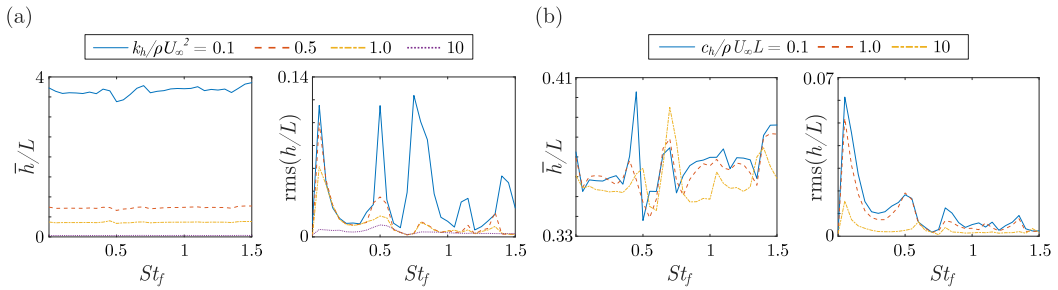 (a)
k_h/ρU_∞² = 0.1 0.5 1.0 10
4
0
h̅/L
0.5 1 1.5
St_f
0.14
0
rms(h/L)
0 0.5 1 1.5
St_f
(b)
c_h/ρU_∞L = 0.1 1.0 10
0.41
0.33
h̅/L
0.5 1 1.5
St_f
0.07
0
rms(h/L)
0 0.5 1 1.5
St_f